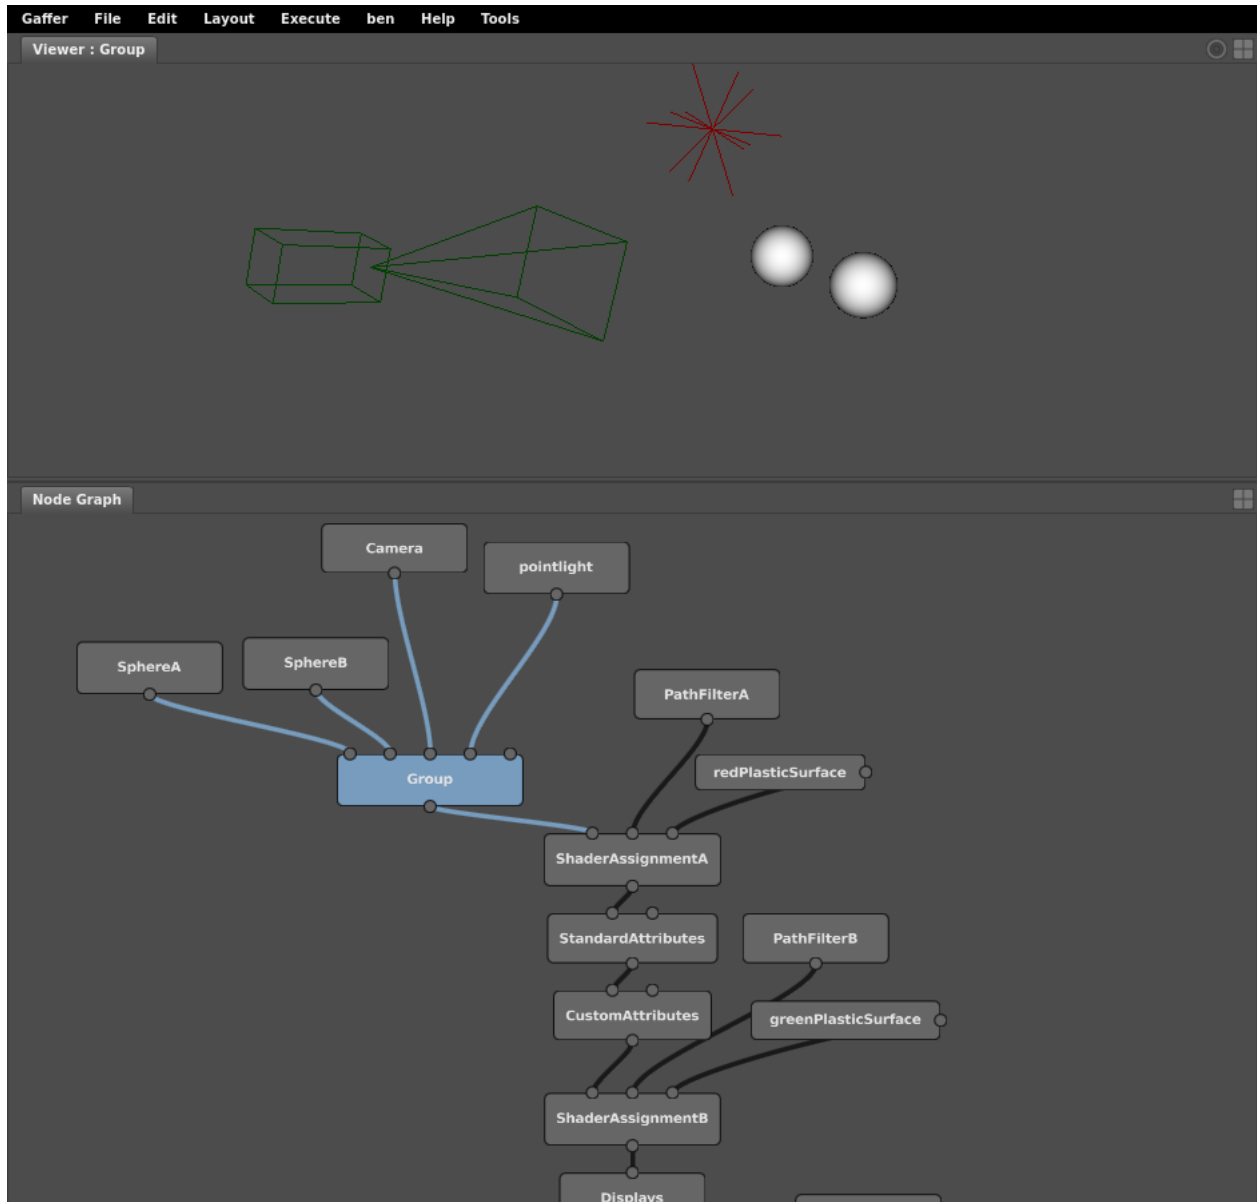 Gaffer File Edit Layout Execute ben Help Tools
Viewer : Group
Node Graph
Camera
pointlight
SphereA
SphereB
PathFilterA
redPlasticSurface
Group
ShaderAssignmentA
StandardAttributes
PathFilterB
CustomAttributes
greenPlasticSurface
ShaderAssignmentB
Displays